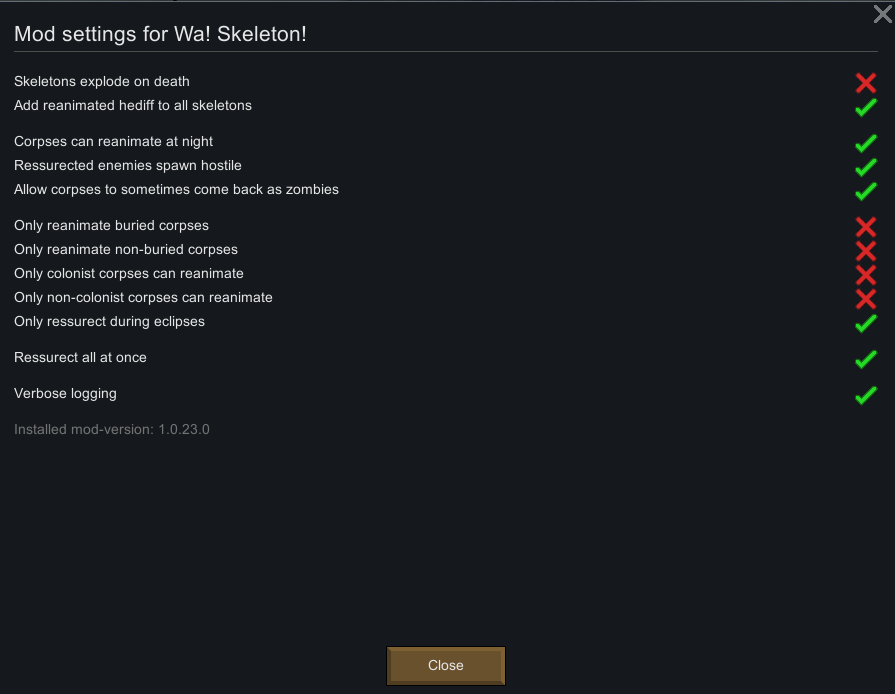 Mod settings for Wa! Skeleton!
Skeletons explode on death
Add reanimated hediff to all skeletons
Corpses can reanimate at night
Ressurected enemies spawn hostile
Allow corpses to sometimes come back as zombies
Only reanimate buried corpses
Only reanimate non-buried corpses
Only colonist corpses can reanimate
Only non-colonist corpses can reanimate
Only ressurect during eclipses
Ressurect all at once
Verbose logging
Installed mod-version: 1.0.23.0
Close